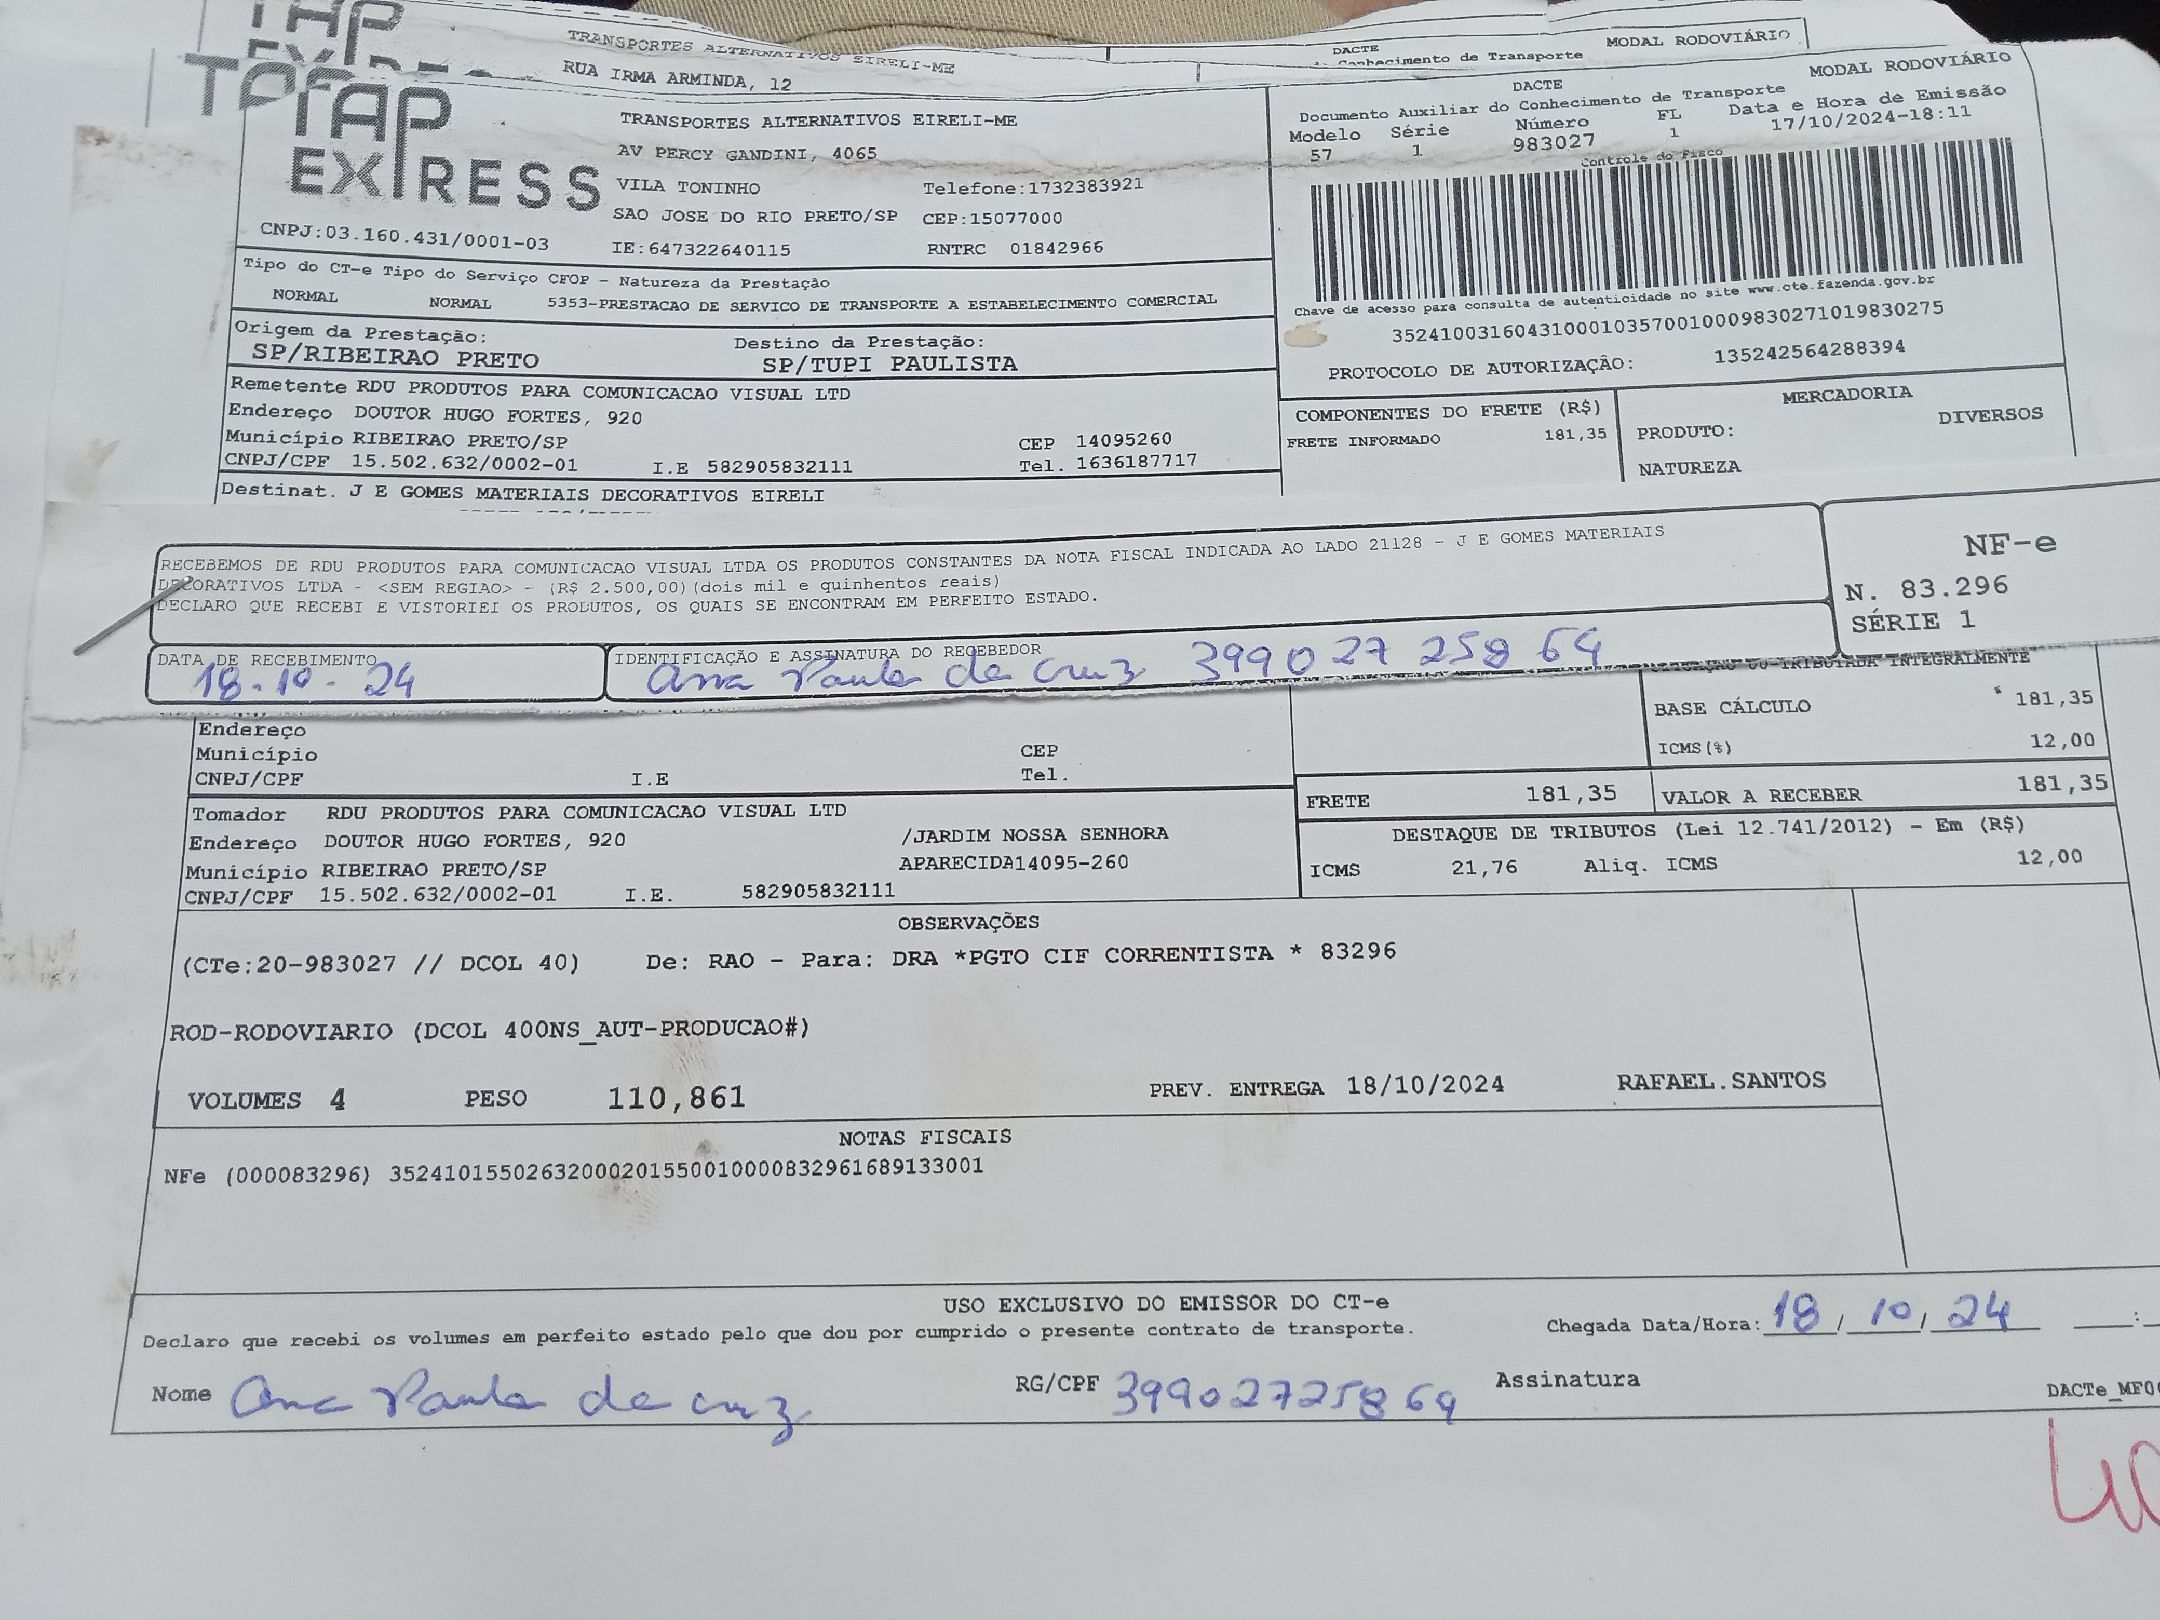 TAP
EXPRESS
TRANSPORTES ALTERNATIVOS EIRELI-ME
RUA IRMA ARMINDA, 12
DACTE
Conhecimento de Transporte
MODAL RODOVIÁRIO
TAP
EXPRESS
CNPJ:03.160.431/0001-03
TRANSPORTES ALTERNATIVOS EIRELI-ME
AV PERCY GANDINI, 4065
VILA TONINHO Telefone:1732383921
SAO JOSE DO RIO PRETO/SP CEP:15077000
IE:647322640115 RNTRC 01842966
DACTE MODAL RODOVIÁRIO
Documento Auxiliar do Conhecimento de Transporte
Modelo Série Número FL Data e Hora de Emissão
57 1 983027 1 17/10/2024-18:11
Controle do Fisco
Chave de acesso para consulta de autenticidade no site www.cte.fazenda.gov.br
35241003160431000103570010009830271019830275
PROTOCOLO DE AUTORIZAÇÃO: 135242564288394
Tipo do CT-e Tipo do Serviço CFOP - Natureza da Prestação
NORMAL NORMAL 5353-PRESTACAO DE SERVICO DE TRANSPORTE A ESTABELECIMENTO COMERCIAL
Origem da Prestação: Destino da Prestação:
SP/RIBEIRAO PRETO SP/TUPI PAULISTA
Remetente RDU PRODUTOS PARA COMUNICACAO VISUAL LTD
Endereço DOUTOR HUGO FORTES, 920
Município RIBEIRAO PRETO/SP CEP 14095260
CNPJ/CPF 15.502.632/0002-01 I.E 582905832111 Tel. 1636187717
Destinat. J E GOMES MATERIAIS DECORATIVOS EIRELI
COMPONENTES DO FRETE (R$) MERCADORIA
FRETE INFORMADO 181,35 PRODUTO: DIVERSOS
NATUREZA
RECEBEMOS DE RDU PRODUTOS PARA COMUNICACAO VISUAL LTDA OS PRODUTOS CONSTANTES DA NOTA FISCAL INDICADA AO LADO 21128 - J E GOMES MATERIAIS
DECORATIVOS LTDA - <SEM REGIAO> - (R$ 2.500,00)(dois mil e quinhentos reais)
DECLARO QUE RECEBI E VISTORIEI OS PRODUTOS, OS QUAIS SE ENCONTRAM EM PERFEITO ESTADO.
NF-e
N. 83.296
SÉRIE 1
DATA DE RECEBIMENTO IDENTIFICAÇÃO E ASSINATURA DO RECEBEDOR
18-10-24 Ana Paula da Cruz 399027 258 64
TRIBUTADA INTEGRALMENTE
BASE CÁLCULO 181,35
ICMS(%) 12,00
Endereço
Município CEP
CNPJ/CPF I.E Tel.
FRETE 181,35 VALOR A RECEBER 181,35
Tomador RDU PRODUTOS PARA COMUNICACAO VISUAL LTD
Endereço DOUTOR HUGO FORTES, 920 /JARDIM NOSSA SENHORA
Município RIBEIRAO PRETO/SP APARECIDA14095-260
CNPJ/CPF 15.502.632/0002-01 I.E. 582905832111
DESTAQUE DE TRIBUTOS (Lei 12.741/2012) - Em (R$)
ICMS 21,76 Aliq. ICMS 12,00
OBSERVAÇÕES
(CTe:20-983027 // DCOL 40) De: RAO - Para: DRA *PGTO CIF CORRENTISTA * 83296
ROD-RODOVIARIO (DCOL 400NS_AUT-PRODUCAO#)
VOLUMES 4 PESO 110,861 PREV. ENTREGA 18/10/2024 RAFAEL.SANTOS
NOTAS FISCAIS
NFe (000083296) 35241015502632000201550010000832961689133001
USO EXCLUSIVO DO EMISSOR DO CT-e
Declaro que recebi os volumes em perfeito estado pelo que dou por cumprido o presente contrato de transporte. Chegada Data/Hora: 18/10/24 __:
Nome Ana Paula da Cruz RG/CPF 39902725864 Assinatura
DACTe_MF0